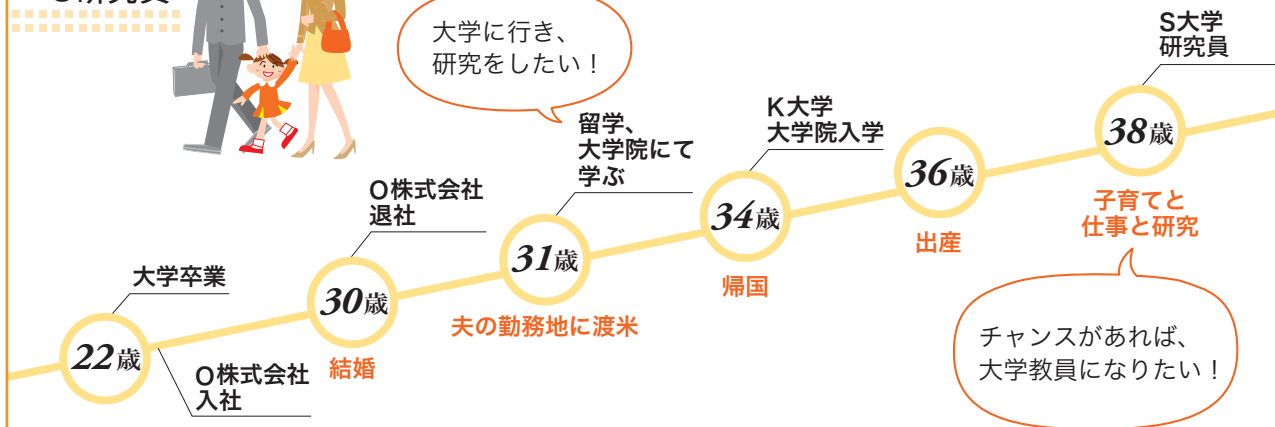 大学に行き、
研究をしたい！
22歳
大学卒業
O株式会社
入社
30歳
O株式会社
退社
結婚
31歳
留学、
大学院にて
学ぶ
夫の勤務地に渡米
34歳
K大学
大学院入学
帰国
36歳
出産
38歳
S大学
研究員
子育てと
仕事と研究
チャンスがあれば、
大学教員になりたい！